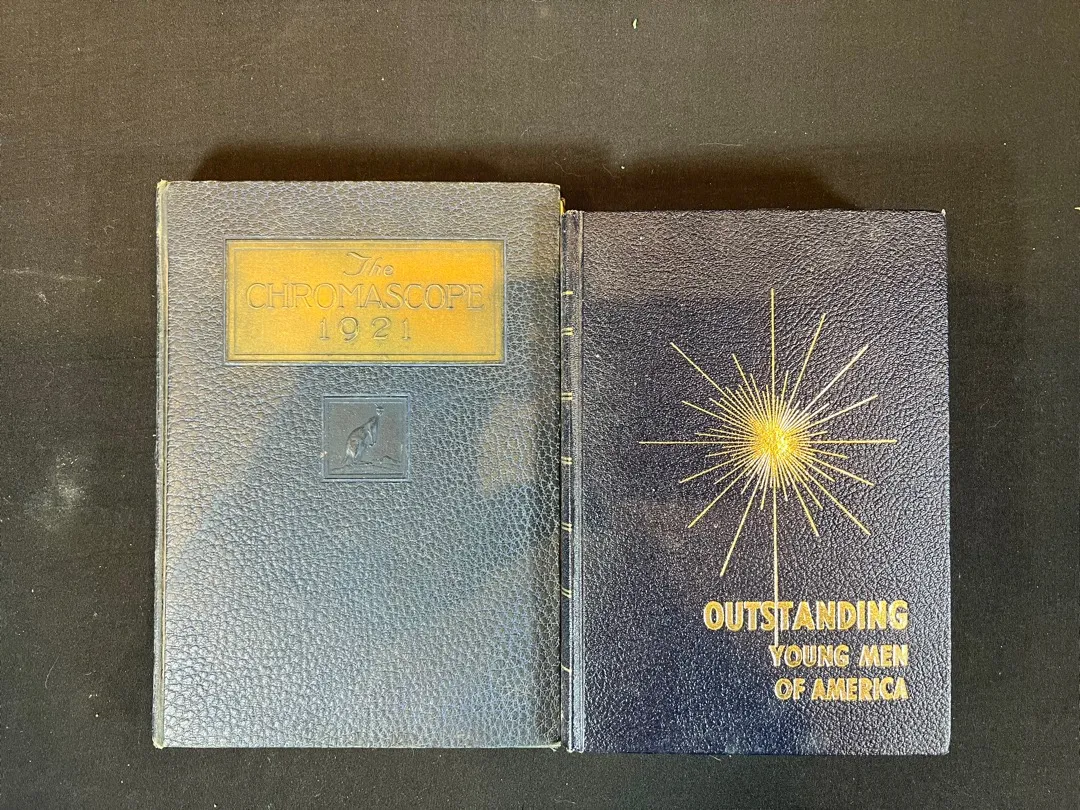 The
CHROMASCOPE
1921
OUTSTANDING
YOUNG MEN
OF AMERICA